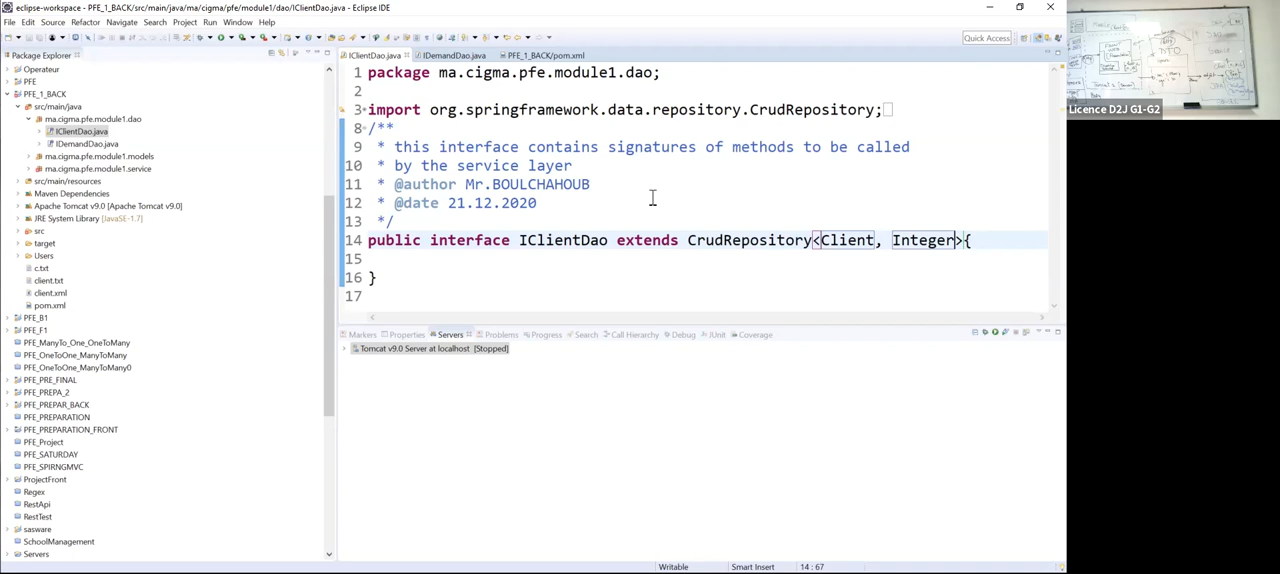 eclipse-workspace - PFE_1_BACK/src/main/java/ma/cigma/pfe/module1/dao/IClientDao.java - Eclipse IDE
File Edit Source Refactor Navigate Search Project Run Window Help
Quick Access
Package Explorer
Operateur
PFE
PFE_1_BACK
src/main/java
ma.cigma.pfe.module1.dao
IClientDao.java
IDemandDao.java
ma.cigma.pfe.module1.models
ma.cigma.pfe.module1.service
src/main/resources
Maven Dependencies
Apache Tomcat v9.0 [Apache Tomcat v9.0]
JRE System Library [JavaSE-1.7]
src
target
Users
c.txt
client.txt
client.xml
pom.xml
PFE_B1
PFE_F1
PFE_ManyTo_One_OneToMany
PFE_OneToOne_ManyToMany
PFE_OneToOne_ManyToMany0
PFE_PRE_FINAL
PFE_PREPA_2
PFE_PREPAR_BACK
PFE_PREPARATION
PFE_PREPARATION_FRONT
PFE_Project
PFE_SATURDAY
PFE_SPIRNGMVC
ProjectFront
Regex
RestApi
RestTest
sasware
SchoolManagement
Servers
IClientDao.java IDemandDao.java PFE_1_BACK/pom.xml
1 package ma.cigma.pfe.module1.dao;
2
3 import org.springframework.data.repository.CrudRepository;
8 /**
9 * this interface contains signatures of methods to be called
10 * by the service layer
11 * @author Mr.BOULCHAHOUB
12 * @date 21.12.2020
13 */
14 public interface IClientDao extends CrudRepository<Client, Integer>{
15
16 }
17
Markers Properties Servers Problems Progress Search Call Hierarchy Debug JUnit Coverage
Tomcat v9.0 Server at localhost [Stopped]
Writable Smart Insert 14 : 67
Licence D2J G1-G2